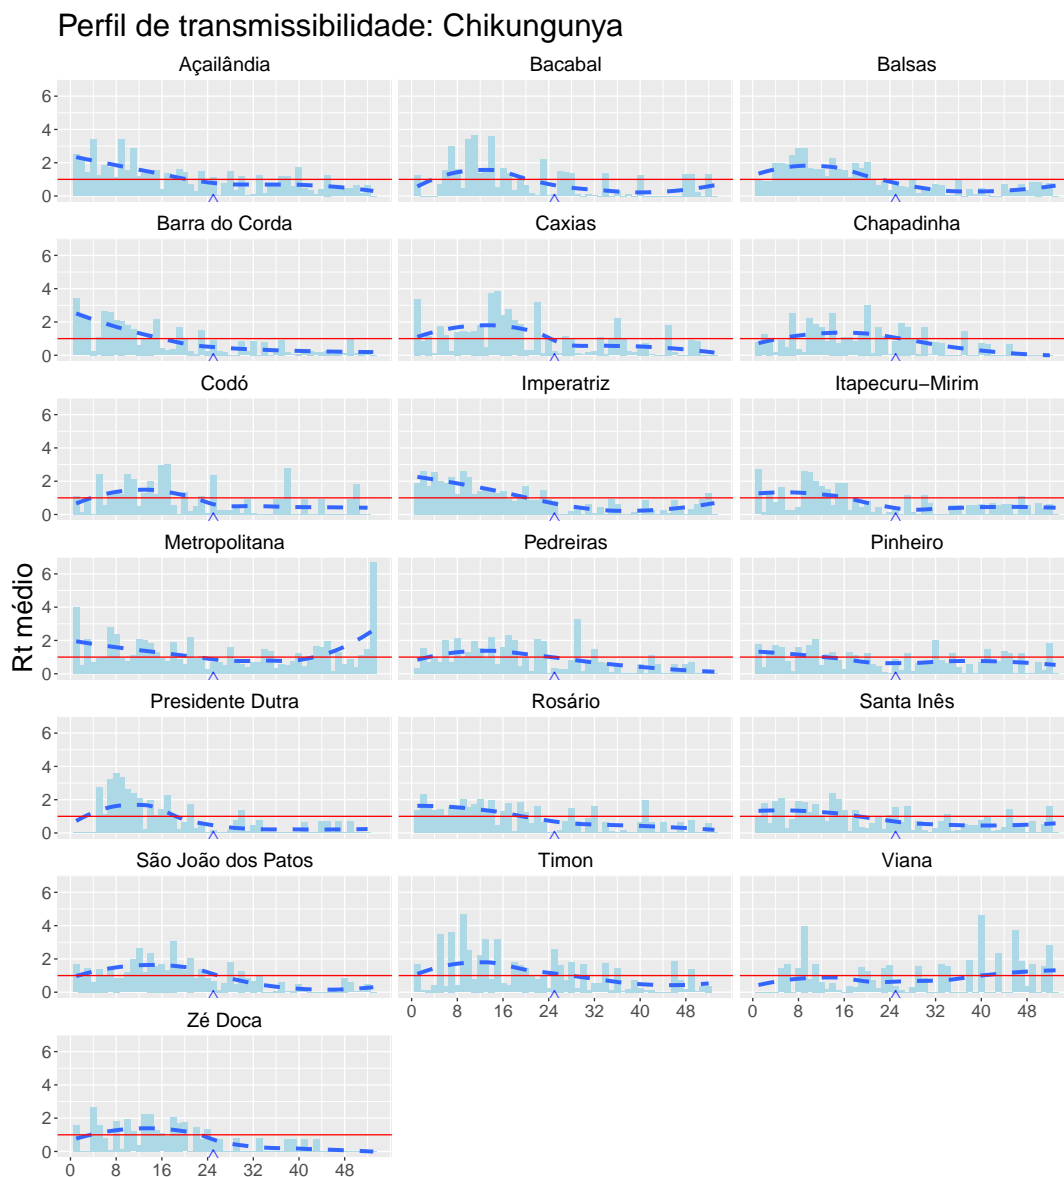 Perfil de transmissibilidade: Chikungunya
Açailândia Bacabal Balsas
6
4
2
0
Barra do Corda Caxias Chapadinha
6
4
2
0
Codó Imperatriz Itapecuru−Mirim
6
4
2
0
Metropolitana Pedreiras Pinheiro
6
4
2
0
Rt médio
Presidente Dutra Rosário Santa Inês
6
4
2
0
São João dos Patos Timon Viana
6
4
2
0
0 8 16 24 32 40 48 0 8 16 24 32 40 48
Zé Doca
6
4
2
0
0 8 16 24 32 40 48